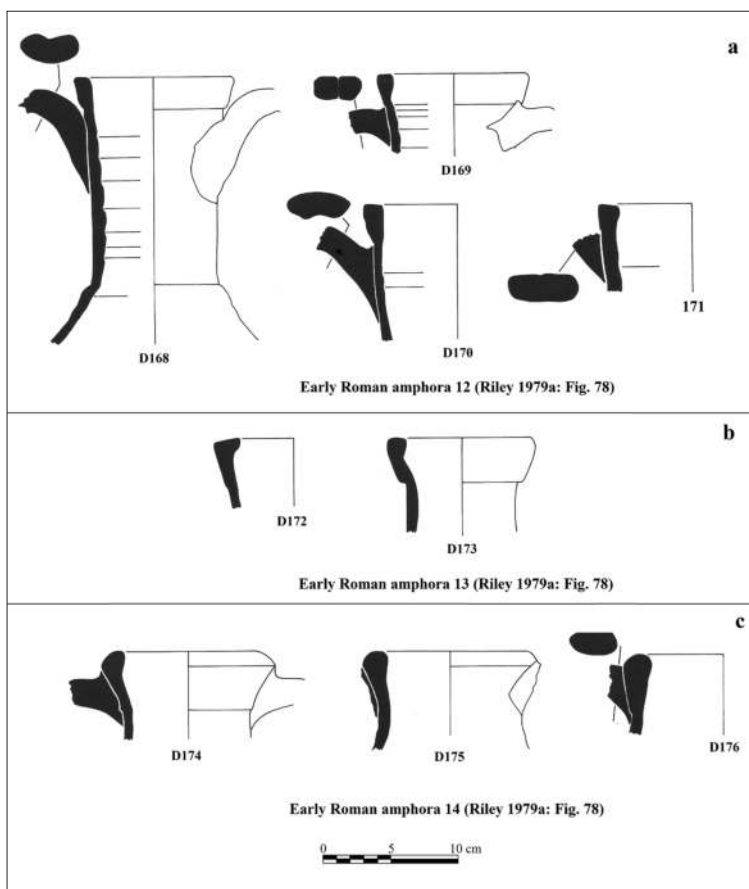 a
D168
D169
D170
171
Early Roman amphora 12 (Riley 1979a: Fig. 78)
b
D172
D173
Early Roman amphora 13 (Riley 1979a: Fig. 78)
c
D174
D175
D176
Early Roman amphora 14 (Riley 1979a: Fig. 78)
0 5 10 cm